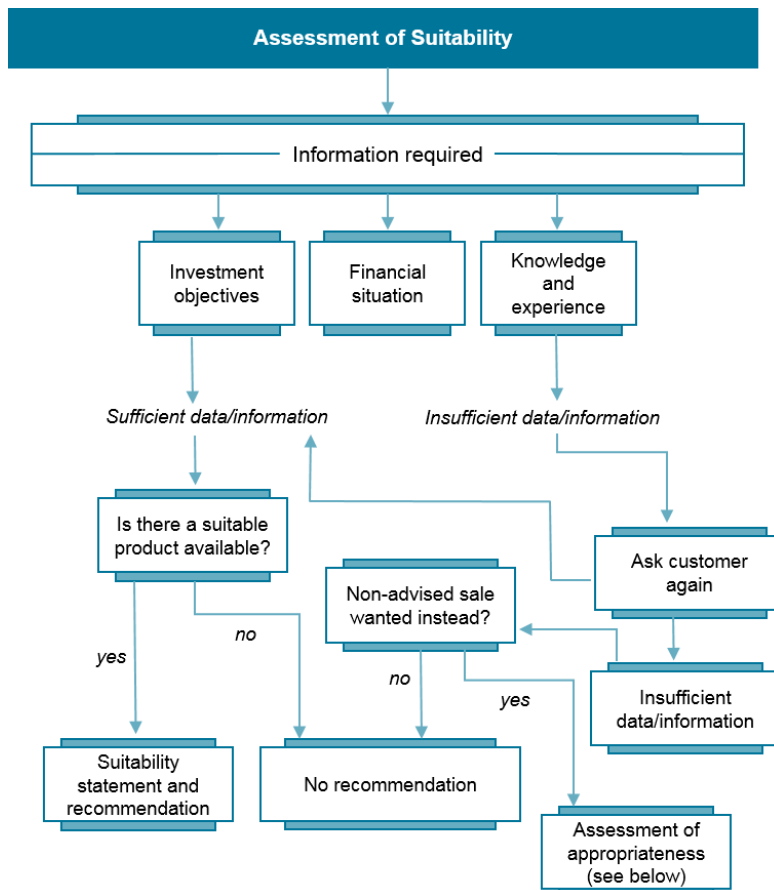 Assessment of Suitability
Information required
Investment
objectives
Financial
situation
Knowledge
and
experience
Sufficient data/information
Insufficient data/information
Is there a suitable
product available?
Ask customer
again
Non-advised sale
wanted instead?
yes
no
no
yes
Insufficient
data/information
Suitability
statement and
recommendation
No recommendation
Assessment of
appropriateness
(see below)